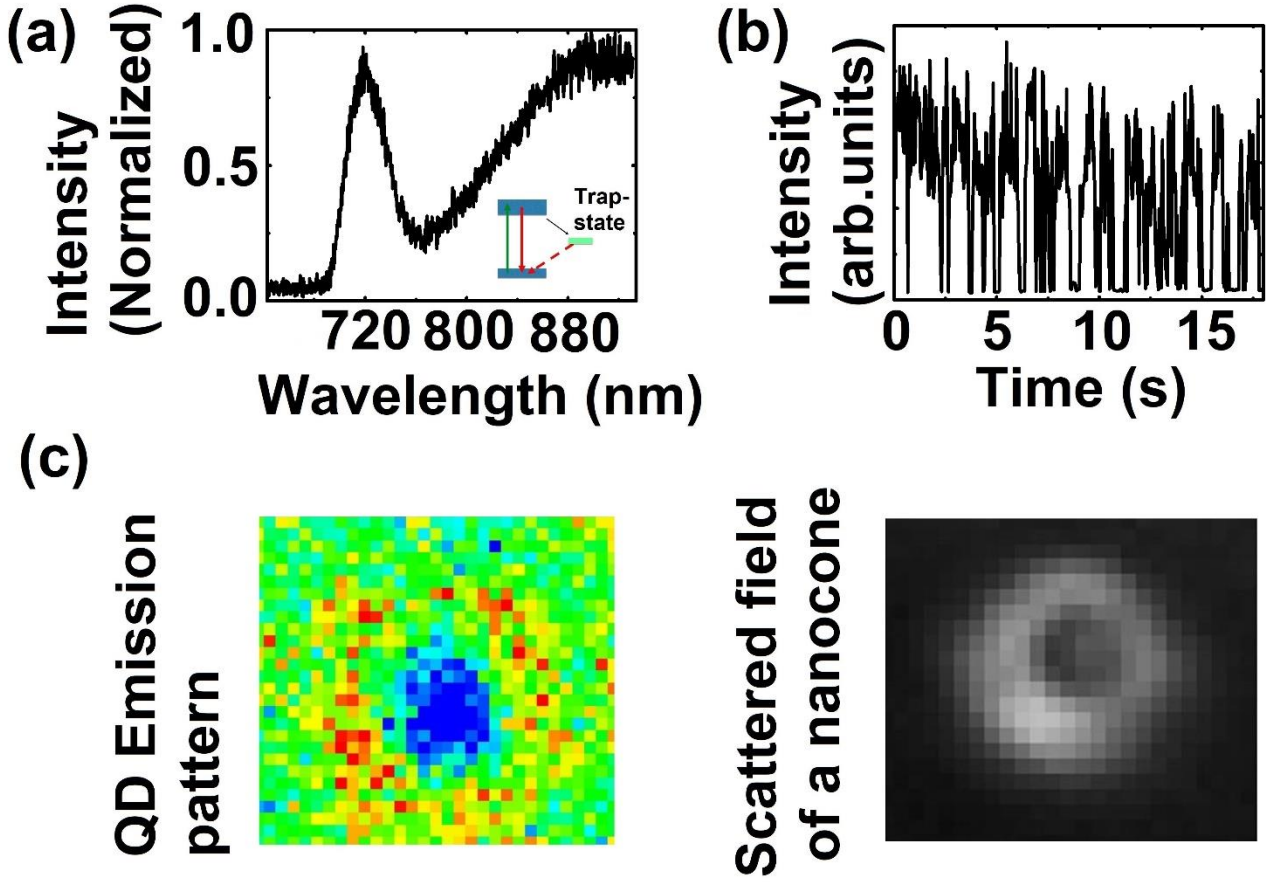 (a)
Intensity
(Normalized)
1.0
0.5
0.0
Trap-
state
720 800 880
Wavelength (nm)
(b)
Intensity
(arb.units)
0 5 10 15
Time (s)
(c)
QD Emission
pattern
Scattered field
of a nanocone